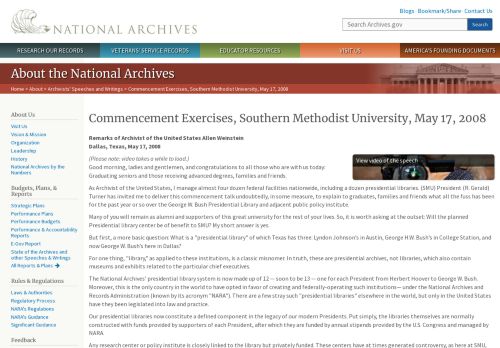 Blogs · Bookmark/Share · Contact Us
NATIONAL ARCHIVES
Search Archives.gov
Search
RESEARCH OUR RECORDS
VETERANS' SERVICE RECORDS
EDUCATOR RESOURCES
VISIT US
AMERICA'S FOUNDING DOCUMENTS
About the National Archives
Home > About > Archivists' Speeches and Writings > Commencement Exercises, Southern Methodist University, May 17, 2008
About Us
Visit Us
Vision & Mission
Organization
Leadership
History
National Archives by the
Numbers
Budgets, Plans, &
Reports
Strategic Plans
Performance Plans
Performance Budgets
Performance & Accountability
Reports
E-Gov Report
State of the Archives and
other Speeches & Writings
All Reports & Plans
Rules & Regulations
Laws & Authorities
Regulatory Process
NARA's Regulations
NARA's Guidance
Significant Guidance
Feedback
Commencement Exercises, Southern Methodist University, May 17, 2008
Remarks of Archivist of the United States Allen Weinstein
Dallas, Texas, May 17, 2008
View video of the speech
(Please note: video takes a while to load.)
Good morning, ladies and gentlemen, and congratulations to all those who are with us today:
Graduating seniors and those receiving advanced degrees, families and friends.
As Archivist of the United States, I manage almost four dozen federal facilities nationwide, including a dozen presidential libraries. (SMU) President (R. Gerald)
Turner has invited me to deliver this commencement talk undoubtedly, in some measure, to explain to graduates, families and friends what all the fuss has been
for the past year or so over the George W. Bush Presidential Library and adjacent public policy institute.
Many of you will remain as alumni and supporters of this great university for the rest of your lives. So, it is worth asking at the outset: Will the planned
Presidential Library center be of benefit to SMU? My short answer is yes.
But first, a more basic question: What is a "presidential library" of which Texas has three: Lyndon Johnson's in Austin, George H.W. Bush's in College Station, and
now George W. Bush's here in Dallas?
For one thing, "library," as applied to these institutions, is a classic misnomer. In truth, these are presidential archives, not libraries, which also contain
museums and exhibits related to the particular chief executives.
The National Archives' presidential library system is now made up of 12 — soon to be 13 — one for each President from Herbert Hoover to George W. Bush.
Moreover, this is the only country in the world to have opted in favor of creating and federally-operating such institutions— under the National Archives and
Records Administration (known by its acronym "NARA"). There are a few stray such "presidential libraries" elsewhere in the world, but only in the United States
have they been legislated into law and practice.
Our presidential libraries now constitute a defined component in the legacy of our modern Presidents. Put simply, the libraries themselves are normally
constructed with funds provided by supporters of each President, after which they are funded by annual stipends provided by the U.S. Congress and managed by
NARA.
Any research center or policy institute is closely linked to the library but privately funded. These centers have at times generated controversy, as here at SMU,